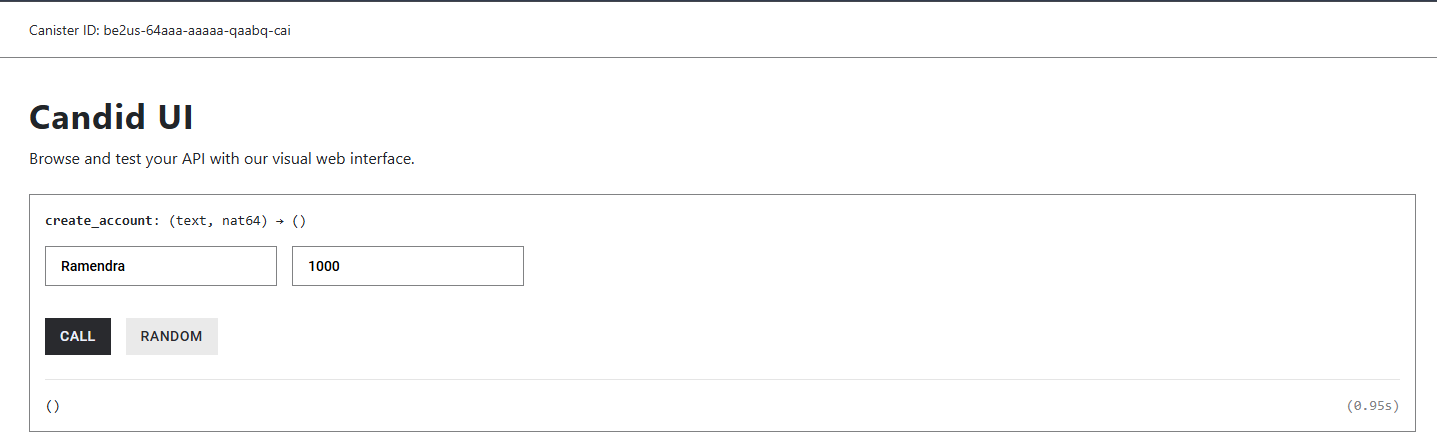 Canister ID: be2us-64aaa-aaaaa-qaabq-cai
Candid UI
Browse and test your API with our visual web interface.
create_account: (text, nat64) → ()
Ramendra 1000
CALL RANDOM
() (0.95s)